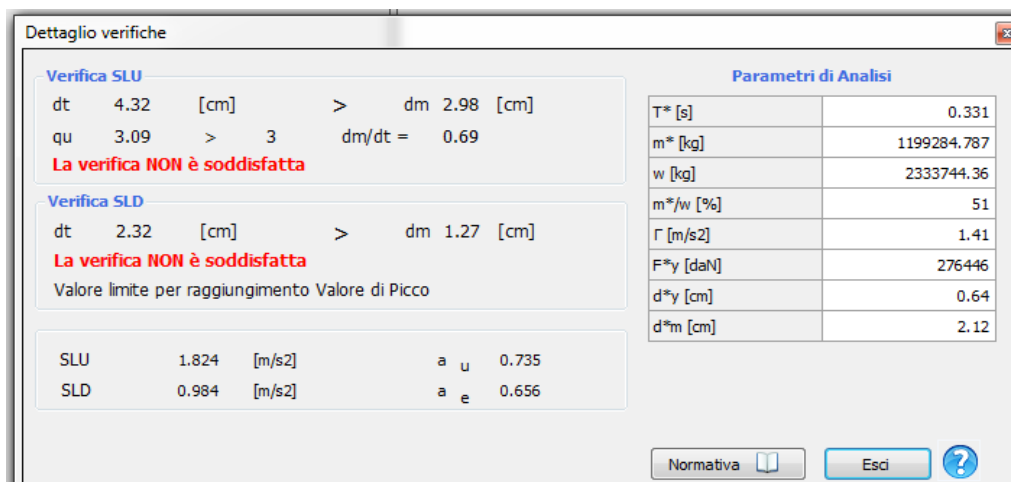 Dettaglio verifiche
Verifica SLU
dt 4.32 [cm] > dm 2.98 [cm]
qu 3.09 > 3 dm/dt = 0.69
La verifica NON è soddisfatta
Verifica SLD
dt 2.32 [cm] > dm 1.27 [cm]
La verifica NON è soddisfatta
Valore limite per raggiungimento Valore di Picco
SLU 1.824 [m/s2] a u 0.735
SLD 0.984 [m/s2] a e 0.656
Parametri di Analisi
T* [s] 0.331
m* [kg] 1199284.787
w [kg] 2333744.36
m*/w [%] 51
Γ [m/s2] 1.41
F*y [daN] 276446
d*y [cm] 0.64
d*m [cm] 2.12
Normativa
Esci
?